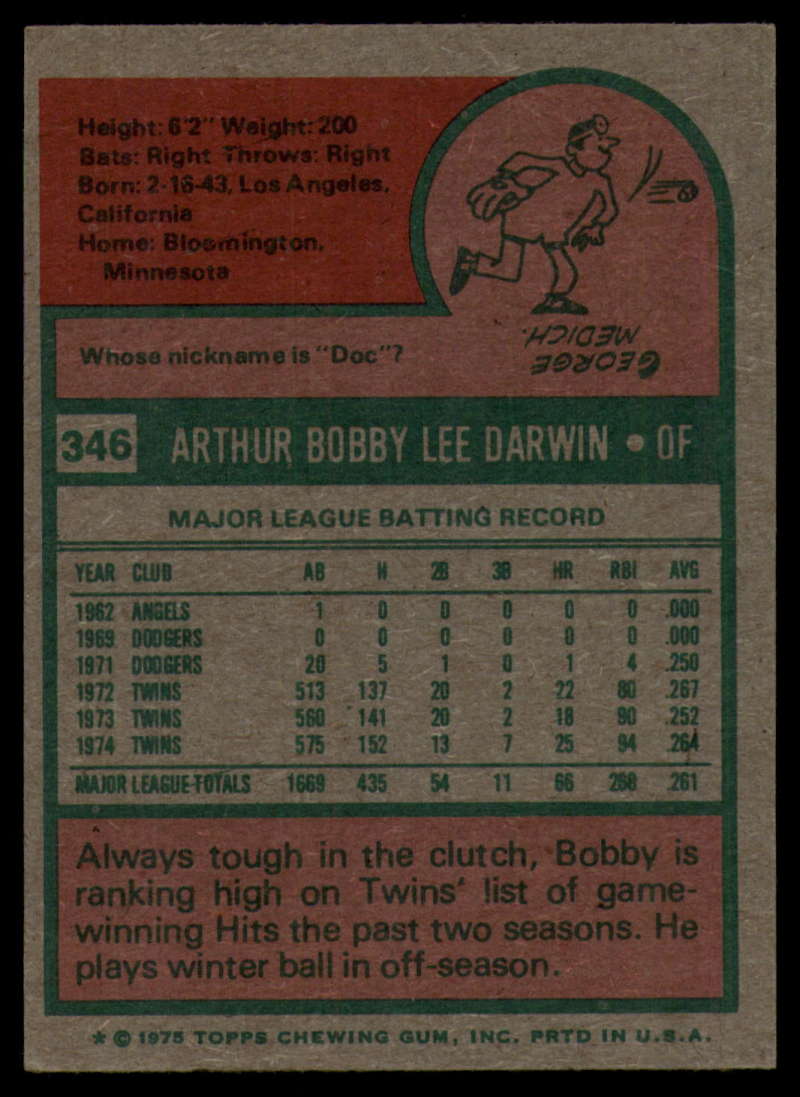 Height: 6'2" Weight: 200
Bats: Right Throws: Right
Born: 2-16-43, Los Angeles,
California
Home: Bloomington,
Minnesota
Whose nickname is "Doc"?
GEORGE
MEDICH.
346 ARTHUR BOBBY LEE DARWIN • OF
MAJOR LEAGUE BATTING RECORD
YEAR CLUB AB H 2B 3B HR RBI AVG
1962 ANGELS 1 0 0 0 0 0 .000
1969 DODGERS 0 0 0 0 0 0 .000
1971 DODGERS 20 5 1 0 1 4 .250
1972 TWINS 513 137 20 2 22 80 .267
1973 TWINS 560 141 20 2 18 90 .252
1974 TWINS 575 152 13 7 25 94 .264
MAJOR LEAGUE TOTALS 1669 435 54 11 66 268 .261
Always tough in the clutch, Bobby is
ranking high on Twins' list of game-
winning Hits the past two seasons. He
plays winter ball in off-season.
* © 1975 TOPPS CHEWING GUM, INC. PRTD IN U.S.A.